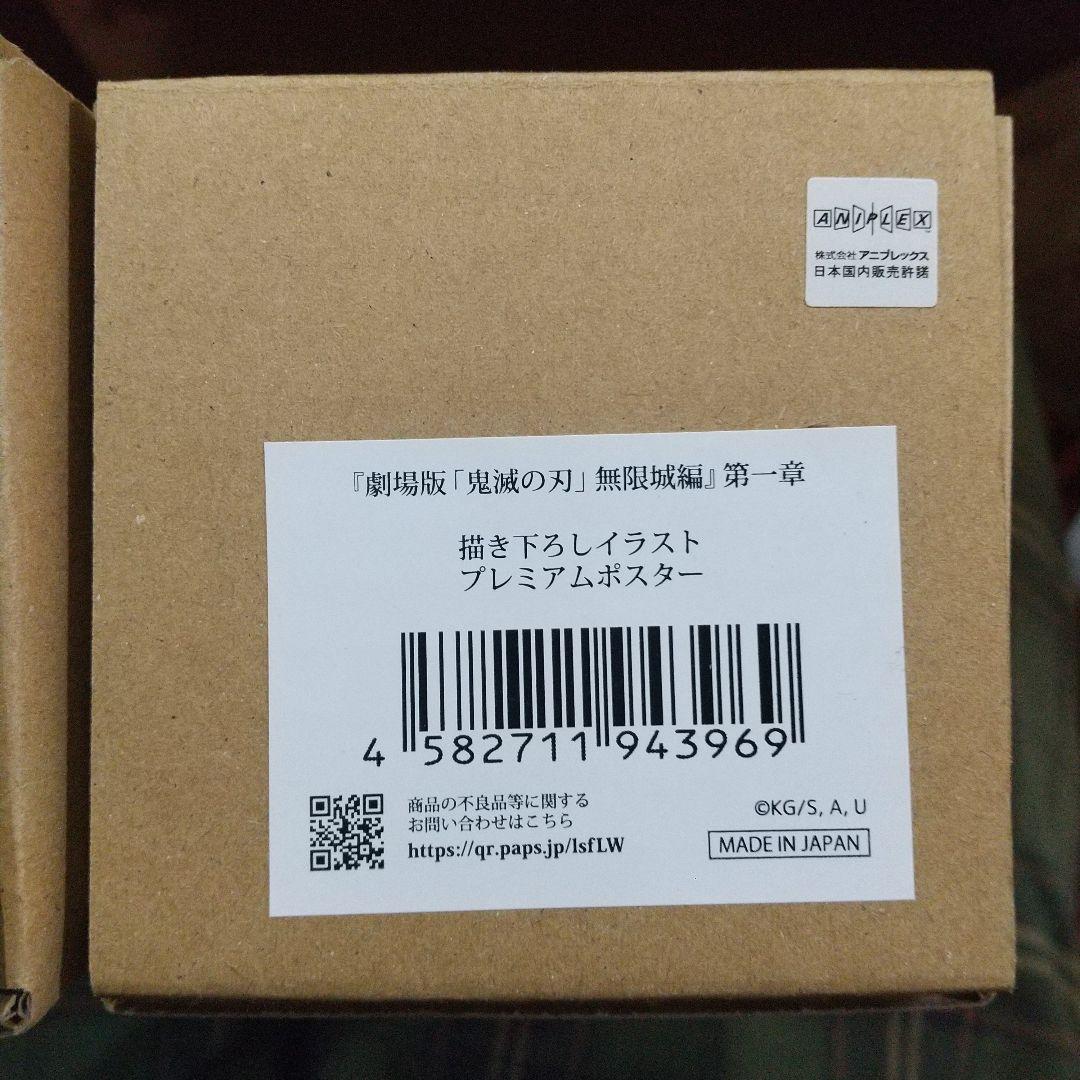 ANIPLEX
株式会社 アニプレックス
日本国内販売許諾
『劇場版「鬼滅の刃」無限城編』第一章
描き下ろしイラスト
プレミアムポスター
4 582711 943969
商品の不良品等に関する
お問い合わせはこちら
https://qr.paps.jp/lsfLW
©KG/S, A, U
MADE IN JAPAN